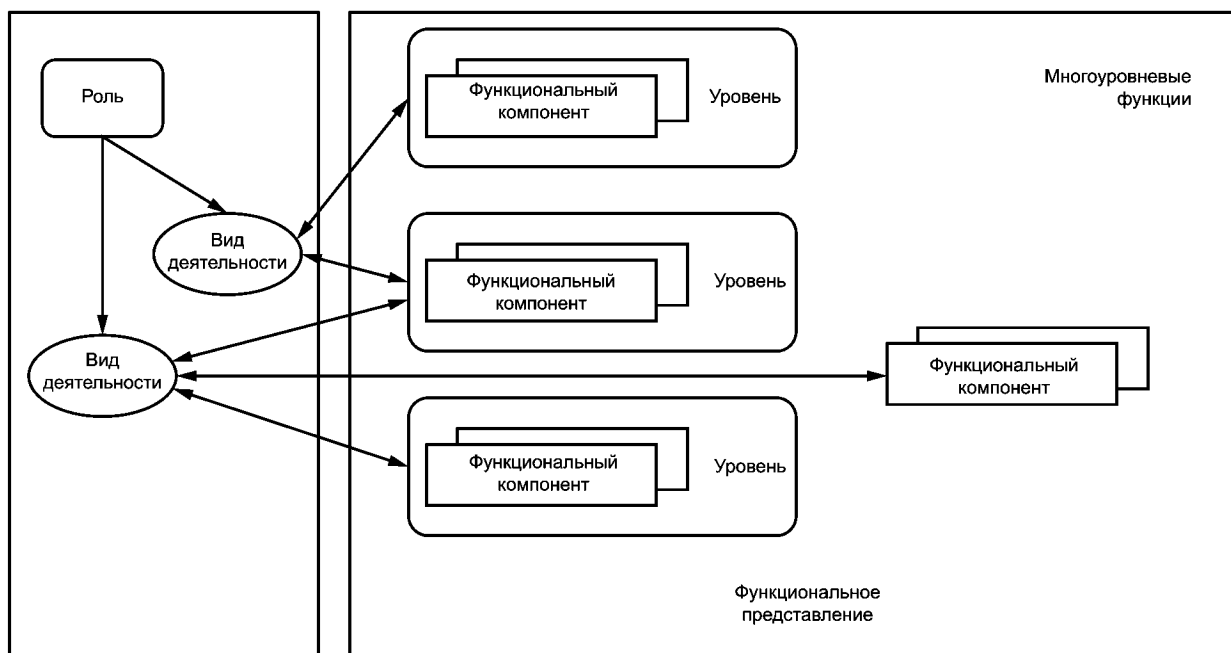 Роль
Вид
деятельности
Вид
деятельности
Функциональный
компонент
Уровень
Многоуровневые
функции
Функциональный
компонент
Уровень
Функциональный
компонент
Функциональный
компонент
Уровень
Функциональное
представление